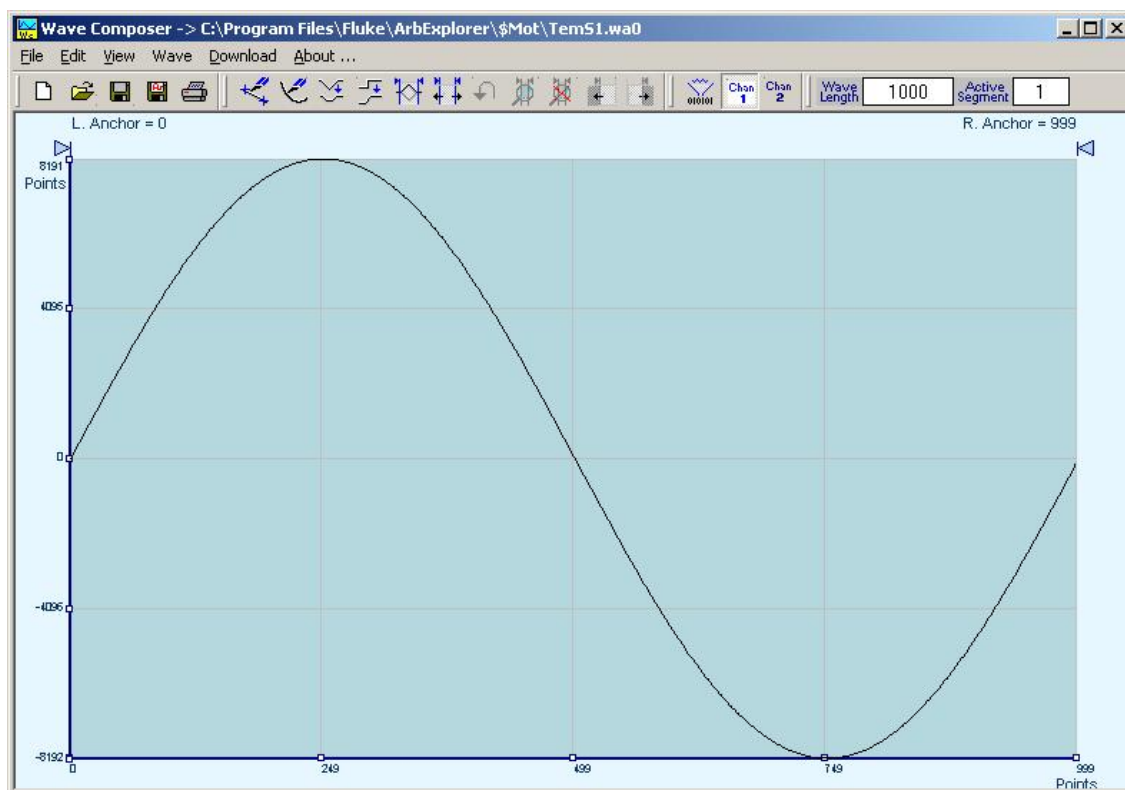 Wave Composer -> C:\Program Files\Fluke\ArbExplorer\$Mot\TemS1.wa0
File Edit View Wave Download About ...
010101 Chan 1 Chan 2 Wave Length 1000 Active Segment 1
L. Anchor = 0 R. Anchor = 999
8191
Points
4095
0
-4096
-8192
0 249 499 749 999
Points